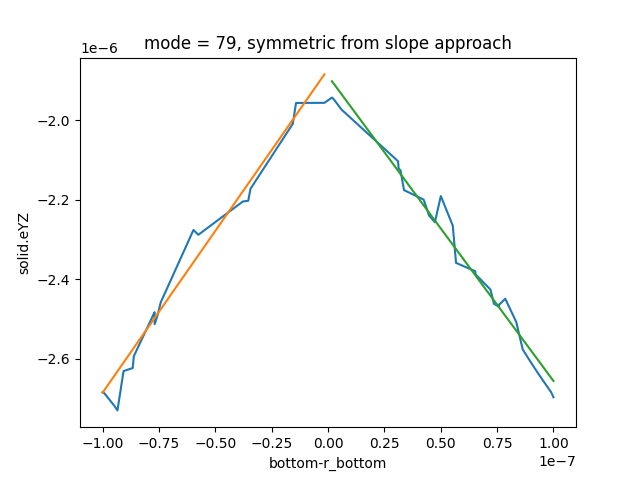 mode = 79, symmetric from slope approach
1e−6
−2.0
−2.2
−2.4
−2.6
solid.eYZ
−1.00 −0.75 −0.50 −0.25 0.00 0.25 0.50 0.75 1.00
bottom-r_bottom
1e−7